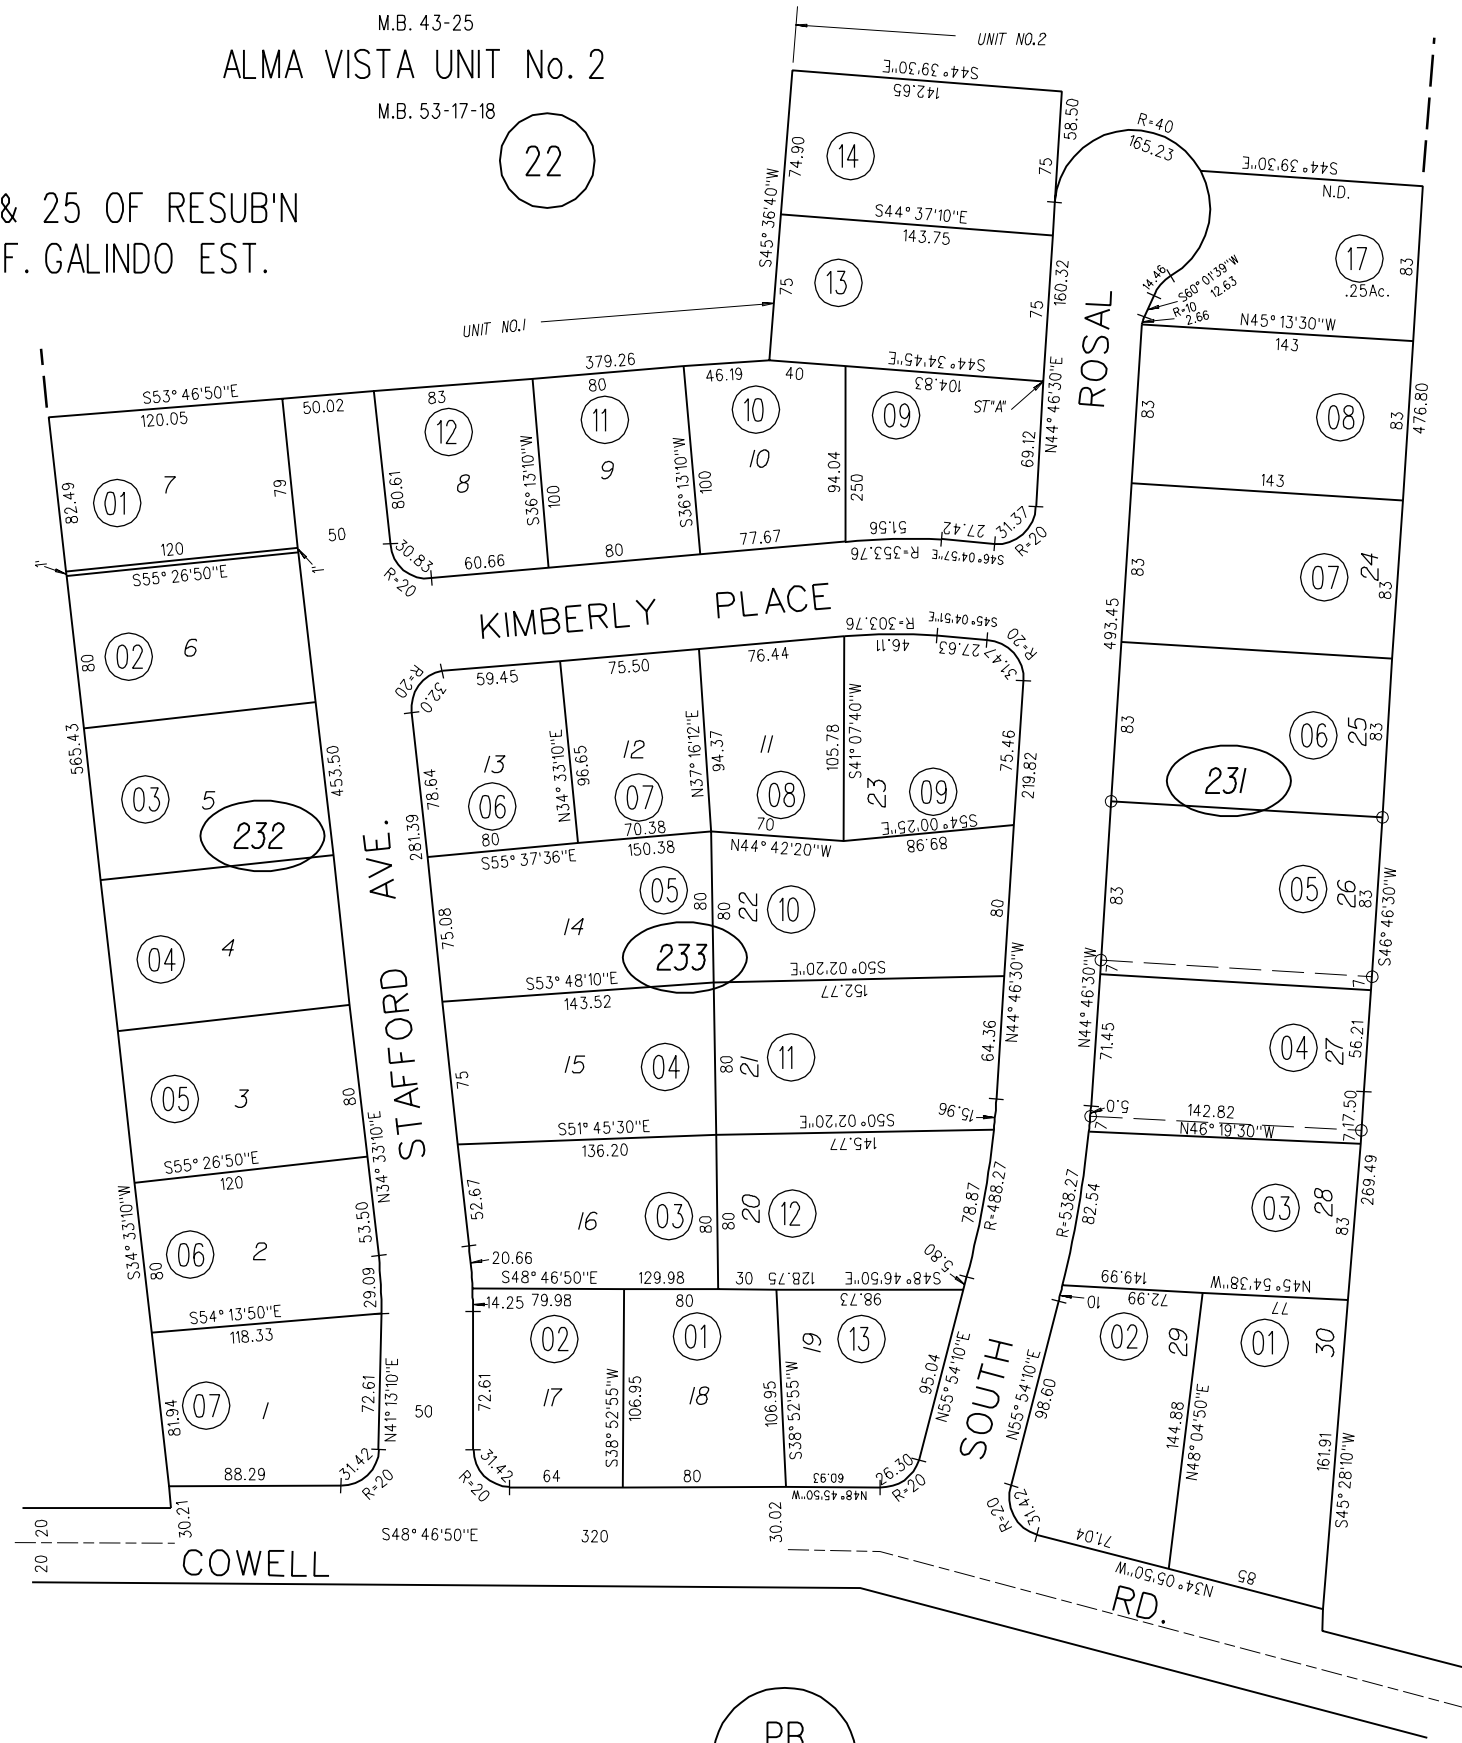 M.B. 43-25
ALMA VISTA UNIT No. 2
M.B. 53-17-18
22
& 25 OF RESUB'N
F. GALINDO EST.
UNIT NO.2
UNIT NO.1
S44° 39'30"E
142.65
58.50
75
74.90
14
S45° 36'40"W
S44° 37'10"E
143.75
13
75
75
160.32
R=40
165.23
S44° 39'30"E
N.D.
17
.25Ac.
83
14.46
S60° 01'39"W
12.63
R=10
2.66
N45° 13'30"W
143
ROSAL
379.26
S44° 34'45"E
104.83
ST"A"
N44° 46'30"E
69.12
S53° 46'50"E
120.05
50.02
83
80
46.19
40
12
11
10
09
8
9
10
80.61
S36° 13'10"W
100
S36° 13'10"W
100
94.04
250
01
7
82.49
79
50
120
S55° 26'50"E
1'
1'
30.83
R=20
60.66
80
77.67
51.56
R=353.76
27.42
S46° 04'57"E
31.37
R=20
KIMBERLY PLACE
83
08
83
476.80
143
83
07
24
83
493.45
83
06
25
83
231
83
05
26
83
S46° 46'30"W
7
7
N44° 46'30"W
71.45
04
27
56.21
5.0
142.82
17.50
7
7
N46° 19'30"W
R=538.27
82.54
03
28
83
269.49
149.99
N45° 54'38"W
72.99
77
10
02
29
01
30
N55° 54'10"E
98.60
144.88
N48° 04'50"E
161.91
S45° 28'10"W
R=20
31.42
71.04
N34° 05'50"W
85
02
6
80
565.43
03
5
232
453.50
04
4
05
3
80
S55° 26'50"E
120
N34° 33'10"E
53.50
S34° 33'10"W
80
06
2
29.09
S54° 13'50"E
118.33
81.94
07
1
72.61
N41° 13'10"E
50
88.29
31.42
R=20
STAFFORD AVE.
R=20
32.0
59.45
75.50
76.44
R=303.76
46.11
S45° 04'51"E
27.63
R=20
31.47
13
12
11
23
06
07
08
09
78.64
N34° 33'10"E
96.65
N37° 16'12"E
94.37
105.78
S41° 07'40"W
75.46
219.82
281.39
80
70.38
70
S55° 37'36"E
150.38
N44° 42'20"W
S54° 00'25"E
89.98
75.08
14
05
80
80
22
10
80
233
S53° 48'10"E
143.52
S50° 02'20"E
152.77
N44° 46'30"W
64.36
75
15
04
80
21
11
15.96
S51° 45'30"E
136.20
S50° 02'20"E
145.77
52.67
16
03
80
80
20
12
78.87
R=488.27
20.66
5.80
S48° 46'50"E
129.98
30
128.75
S48° 46'50"E
14.25
79.98
80
98.73
02
01
19
13
17
18
72.61
S38° 52'55"W
106.95
106.95
S38° 52'55"W
95.04
N55° 54'10"E
SOUTH
31.42
R=20
64
80
60.93
N48° 45'50"W
26.30
R=20
20
20
30.21
S48° 46'50"E
320
30.02
COWELL
RD.
PB